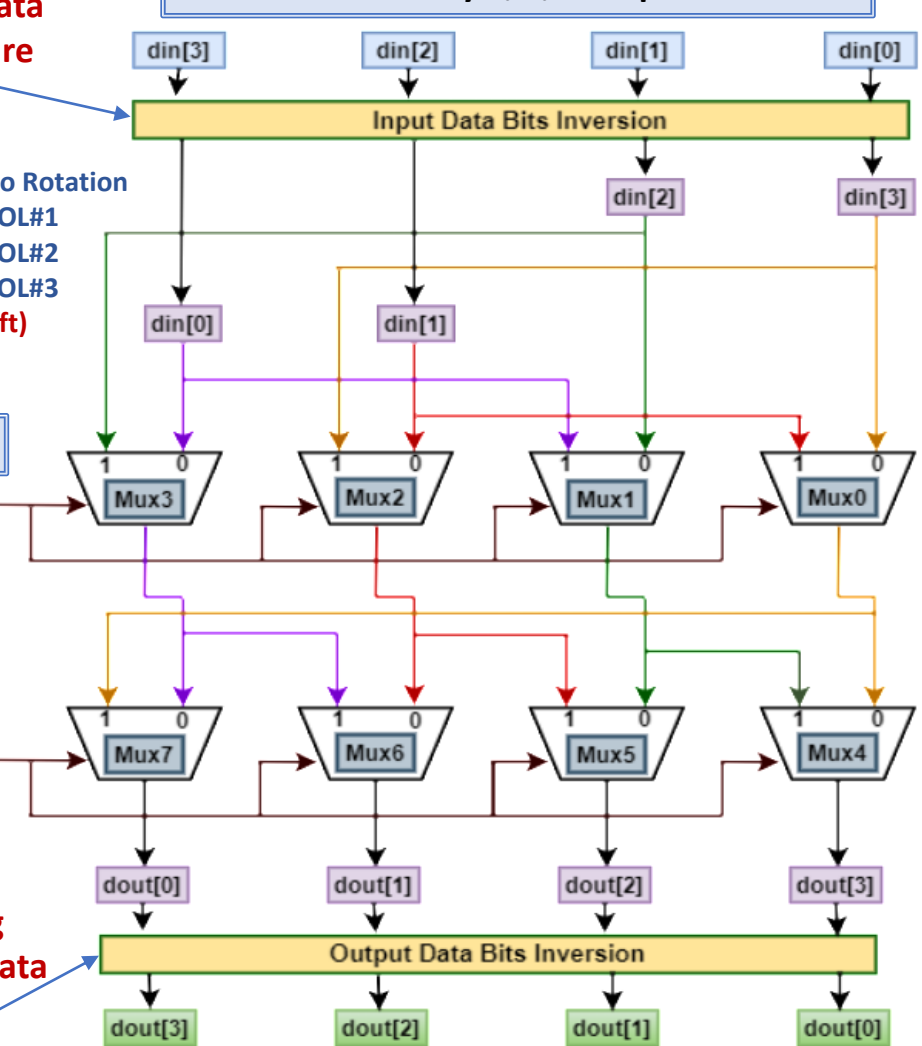 ata
re
din[3] din[2] din[1] din[0]
Input Data Bits Inversion
o Rotation
OL#1
OL#2
OL#3
ft)
din[2] din[3]
din[0] din[1]
1 0 1 0 1 0 1 0
Mux3 Mux2 Mux1 Mux0
1 0 1 0 1 0 1 0
Mux7 Mux6 Mux5 Mux4
dout[0] dout[1] dout[2] dout[3]
g
ata
Output Data Bits Inversion
dout[3] dout[2] dout[1] dout[0]